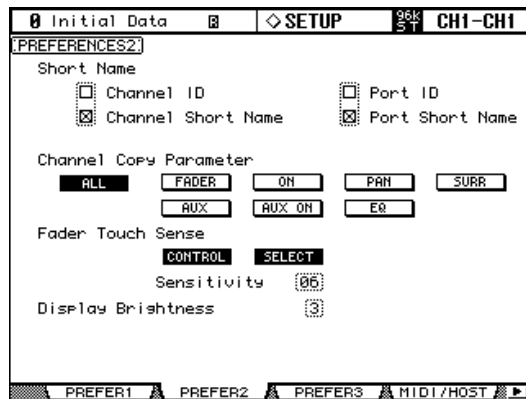 0 Initial Data R ◇SETUP 96k ST CH1-CH1
PREFERENCES2
Short Name
Channel ID Port ID
Channel Short Name Port Short Name
Channel Copy Parameter
ALL FADER ON PAN SURR
AUX AUX ON EQ
Fader Touch Sense
CONTROL SELECT
Sensitivity 06
Display Brightness 3
PREFER1 PREFER2 PREFER3 MIDI/HOST